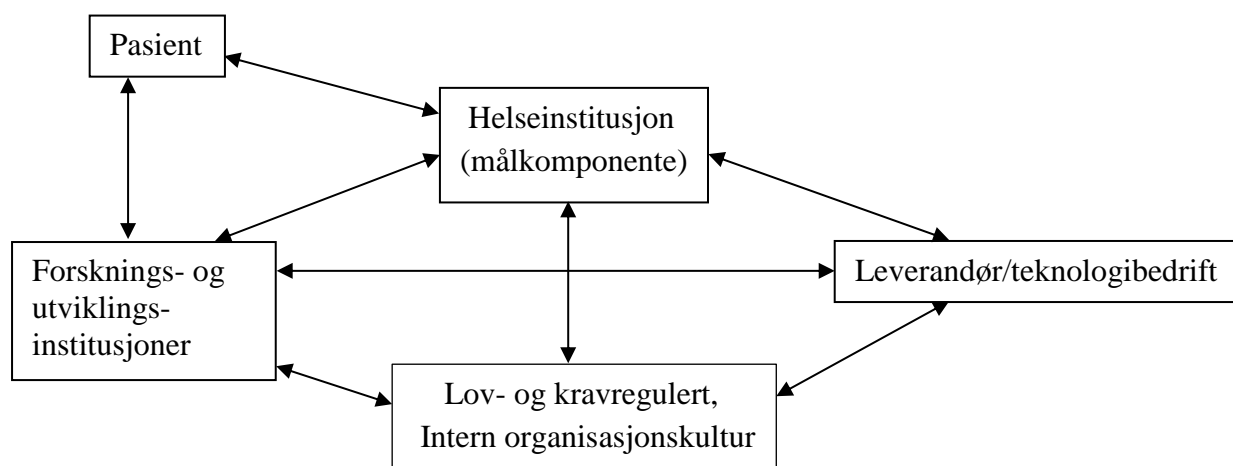 Pasient
Helseinstitusjon
(målkomponente)
Forsknings- og
utviklings-
institusjoner
Leverandør/teknologibedrift
Lov- og kravregulert,
Intern organisasjonskultur